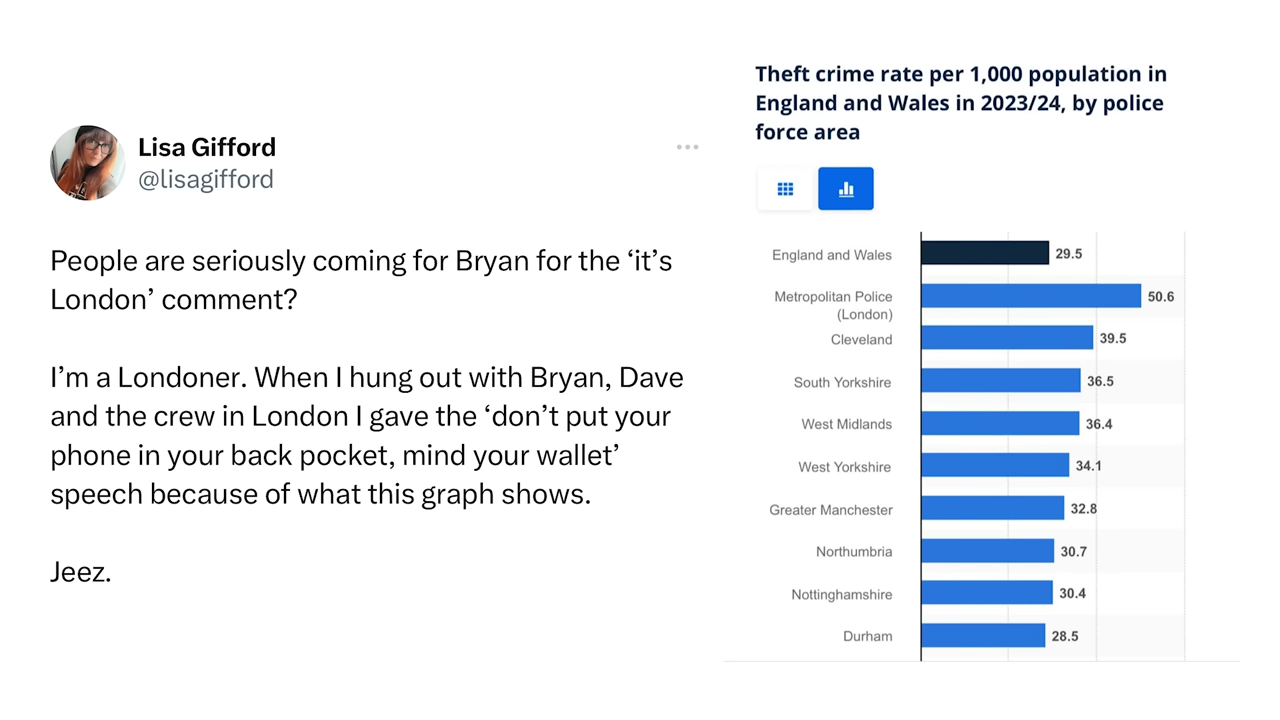 Lisa Gifford
@lisagifford
People are seriously coming for Bryan for the ‘it’s
London’ comment?
I’m a Londoner. When I hung out with Bryan, Dave
and the crew in London I gave the ‘don’t put your
phone in your back pocket, mind your wallet’
speech because of what this graph shows.
Jeez.
Theft crime rate per 1,000 population in
England and Wales in 2023/24, by police
force area
England and Wales 29.5
Metropolitan Police
(London) 50.6
Cleveland 39.5
South Yorkshire 36.5
West Midlands 36.4
West Yorkshire 34.1
Greater Manchester 32.8
Northumbria 30.7
Nottinghamshire 30.4
Durham 28.5